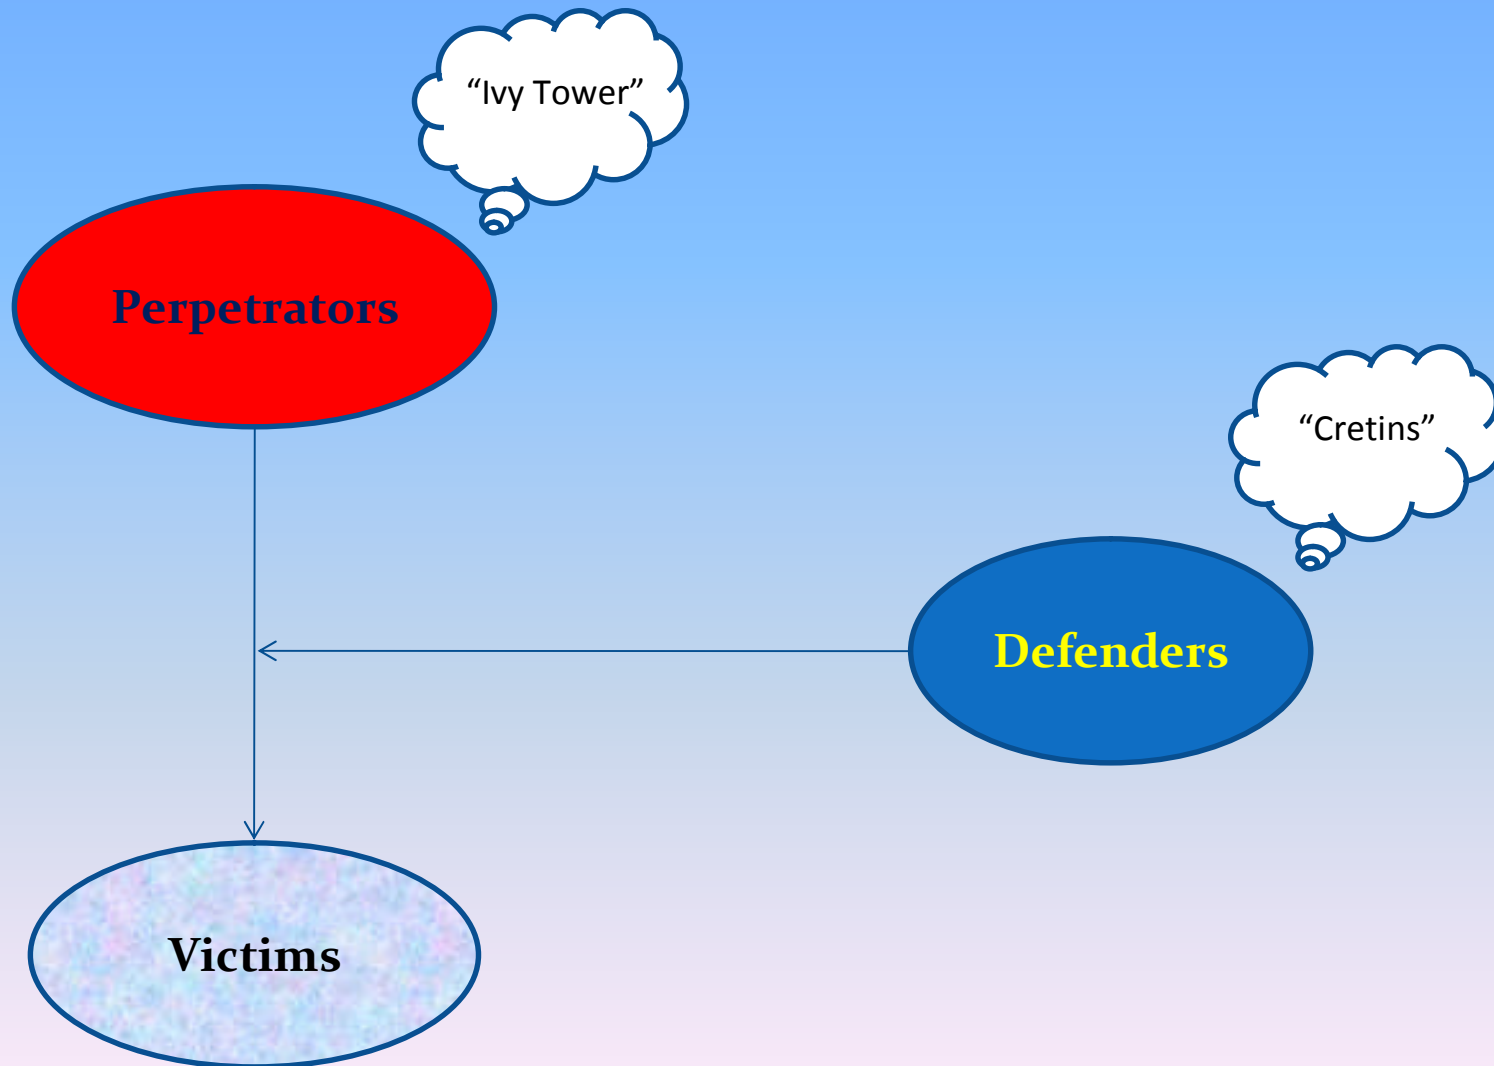 “Ivy Tower”
Perpetrators
“Cretins”
Defenders
Victims